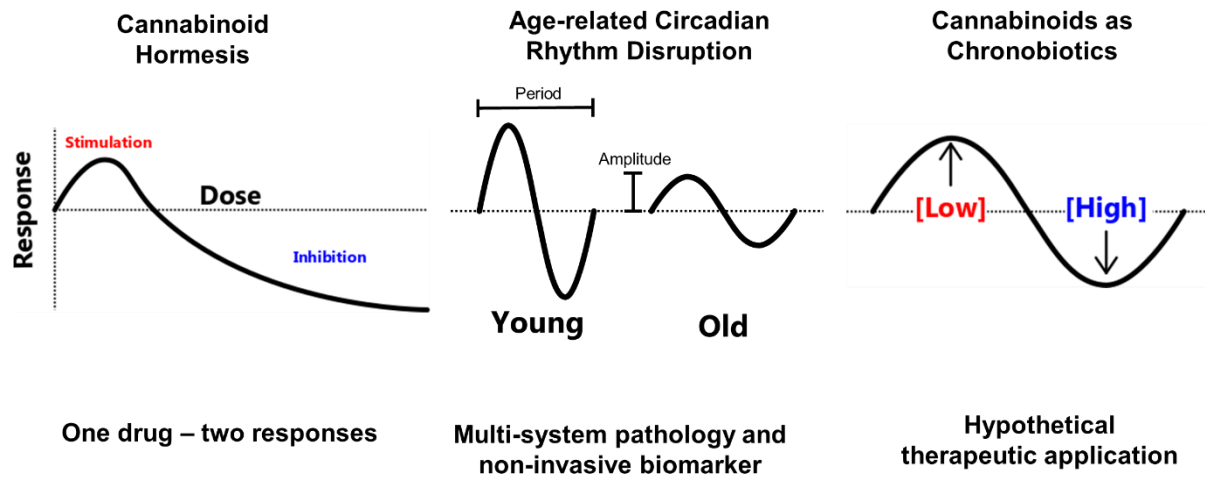 Cannabinoid
Hormesis
Stimulation
Dose
Response
Inhibition
One drug – two responses
Age-related Circadian
Rhythm Disruption
Period
Amplitude
Young
Old
Multi-system pathology and
non-invasive biomarker
Cannabinoids as
Chronobiotics
[Low]
[High]
Hypothetical
therapeutic application